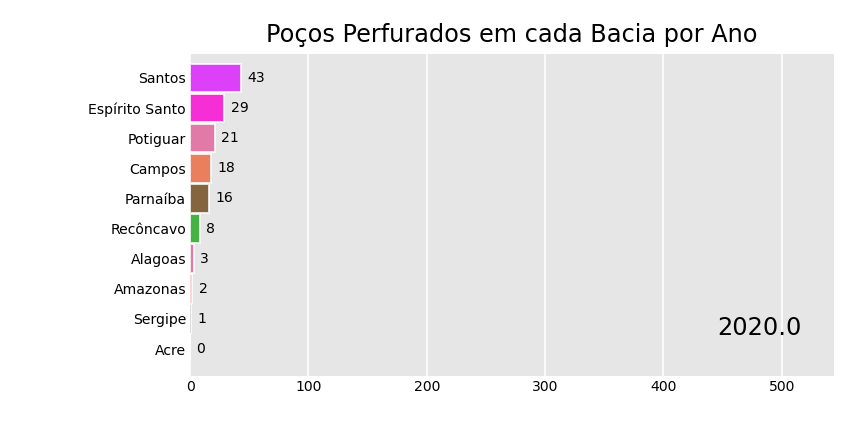 Poços Perfurados em cada Bacia por Ano
Santos 43
Espírito Santo 29
Potiguar 21
Campos 18
Parnaíba 16
Recôncavo 8
Alagoas 3
Amazonas 2
Sergipe 1
2020.0
Acre 0
0 100 200 300 400 500